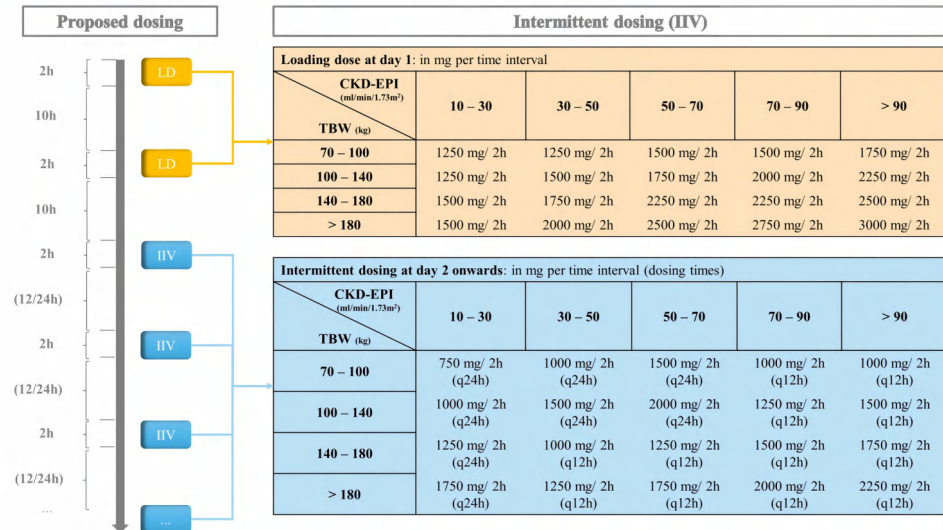 Proposed dosing
2h
LD
10h
2h
LD
10h
2h
IIV
(12/24h)
2h
IIV
(12/24h)
2h
IIV
(12/24h)
...
...
Intermittent dosing (IIV)
Loading dose at day 1: in mg per time interval
CKD-EPI
(ml/min/1.73m²)
TBW (kg)
10 – 30 30 – 50 50 – 70 70 – 90 > 90
70 – 100 1250 mg/ 2h 1250 mg/ 2h 1500 mg/ 2h 1500 mg/ 2h 1750 mg/ 2h
100 – 140 1250 mg/ 2h 1500 mg/ 2h 1750 mg/ 2h 2000 mg/ 2h 2250 mg/ 2h
140 – 180 1500 mg/ 2h 1750 mg/ 2h 2250 mg/ 2h 2250 mg/ 2h 2500 mg/ 2h
> 180 1500 mg/ 2h 2000 mg/ 2h 2500 mg/ 2h 2750 mg/ 2h 3000 mg/ 2h
Intermittent dosing at day 2 onwards: in mg per time interval (dosing times)
CKD-EPI
(ml/min/1.73m²)
TBW (kg)
10 – 30 30 – 50 50 – 70 70 – 90 > 90
70 – 100 750 mg/ 2h 1000 mg/ 2h 1500 mg/ 2h 1000 mg/ 2h 1000 mg/ 2h
(q24h) (q24h) (q24h) (q12h) (q12h)
100 – 140 1000 mg/ 2h 1500 mg/ 2h 2000 mg/ 2h 1250 mg/ 2h 1500 mg/ 2h
(q24h) (q24h) (q24h) (q12h) (q12h)
140 – 180 1250 mg/ 2h 1000 mg/ 2h 1250 mg/ 2h 1500 mg/ 2h 1750 mg/ 2h
(q24h) (q12h) (q12h) (q12h) (q12h)
> 180 1750 mg/ 2h 1250 mg/ 2h 1750 mg/ 2h 2000 mg/ 2h 2250 mg/ 2h
(q24h) (q12h) (q12h) (q12h) (q12h)